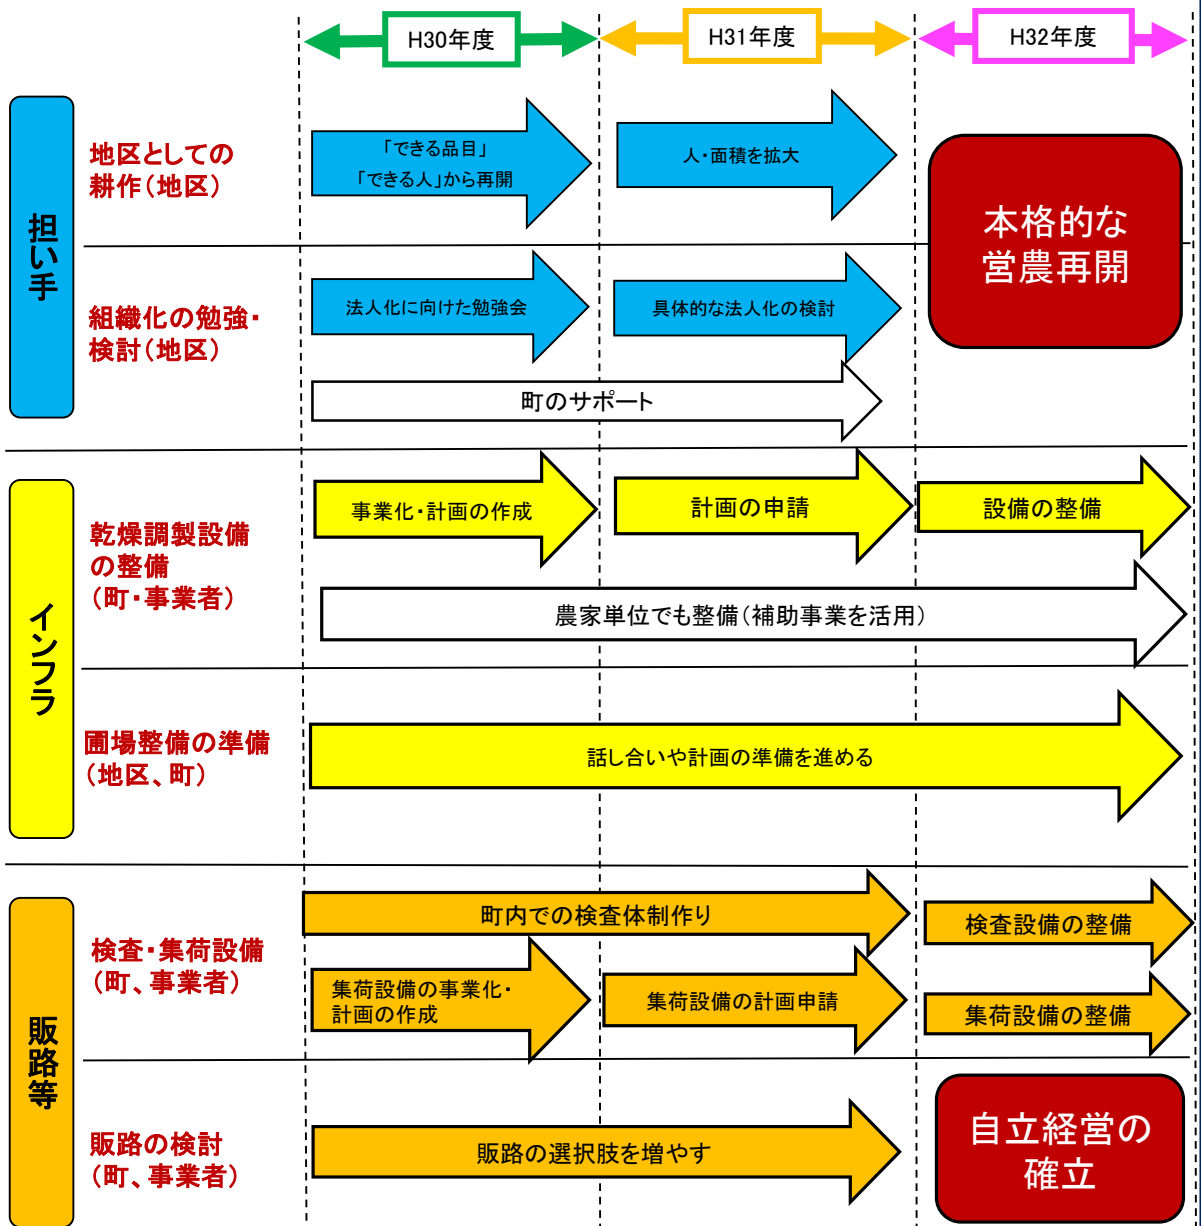 H30年度
H31年度
H32年度
担い手
地区としての
耕作(地区)
「できる品目」
「できる人」から再開
人・面積を拡大
本格的な
営農再開
組織化の勉強・
検討(地区)
法人化に向けた勉強会
具体的な法人化の検討
町のサポート
インフラ
乾燥調製設備
の整備
(町・事業者)
事業化・計画の作成
計画の申請
設備の整備
農家単位でも整備(補助事業を活用)
圃場整備の準備
(地区、町)
話し合いや計画の準備を進める
販路等
検査・集荷設備
(町、事業者)
町内での検査体制作り
検査設備の整備
集荷設備の事業化・
計画の作成
集荷設備の計画申請
集荷設備の整備
販路の検討
(町、事業者)
販路の選択肢を増やす
自立経営の
確立